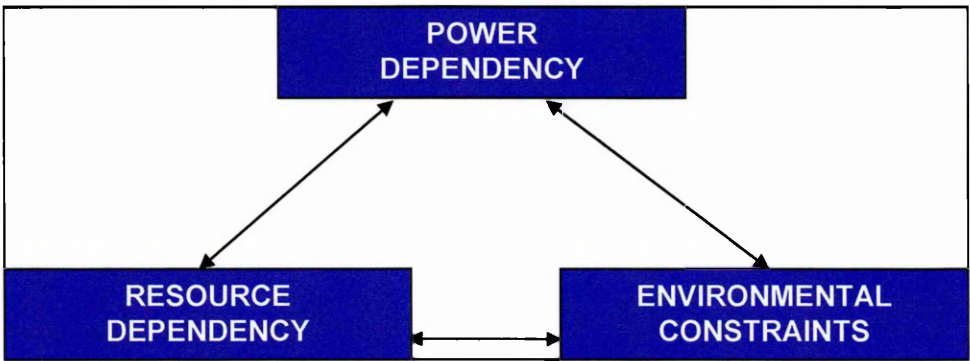 POWER
DEPENDENCY
RESOURCE
DEPENDENCY
ENVIRONMENTAL
CONSTRAINTS